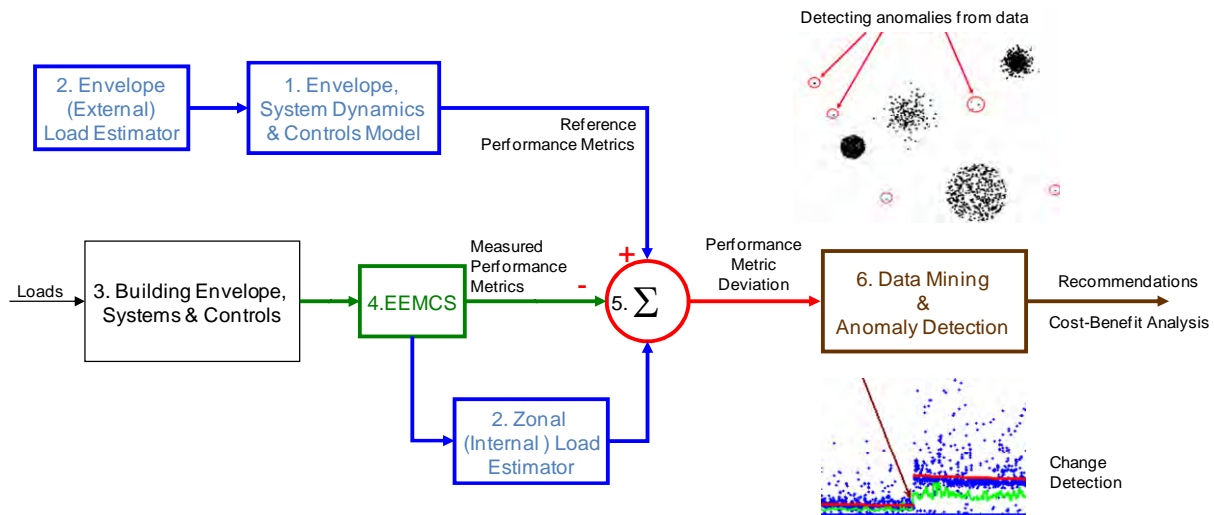 Detecting anomalies from data
2. Envelope
(External)
Load Estimator
1. Envelope,
System Dynamics
& Controls Model
Reference
Performance Metrics
Loads
3. Building Envelope,
Systems & Controls
4.EEMCS
Measured
Performance
Metrics
+
-
5. Σ
Performance
Metric
Deviation
6. Data Mining
&
Anomaly Detection
Recommendations
Cost-Benefit Analysis
2. Zonal
(Internal ) Load
Estimator
Change
Detection